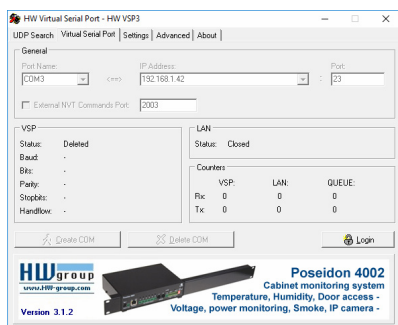 HW Virtual Serial Port - HW VSP3
UDP Search Virtual Serial Port Settings Advanced About
General
Port Name: IP Address: Port:
COM3 <==> 192.168.1.42 : 23
External NVT Commands Port: 2003
VSP
Status: Deleted
Baud: -
Bits: -
Parity: -
Stopbits: -
Handflow: -
LAN
Status: Closed
Counters
VSP: LAN: QUEUE:
Rx: 0 0 0
Tx: 0 0 0
Create COM Delete COM Login
HW group
www.HW-group.com
Version 3.1.2
Poseidon 4002
Cabinet monitoring system
Temperature, Humidity, Door access -
Voltage, power monitoring, Smoke, IP camera -